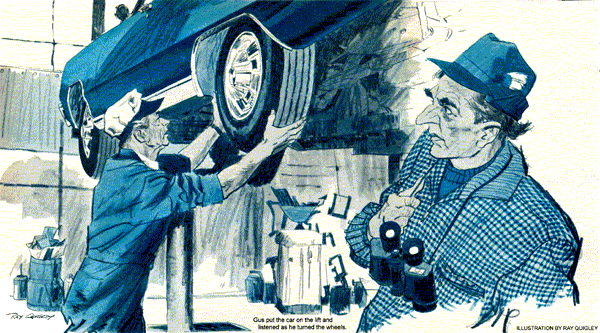 RAY QUIGLEY
Gus put the car on the lift and
listened as he turned the wheels.
ILLUSTRATION BY RAY QUIGLEY